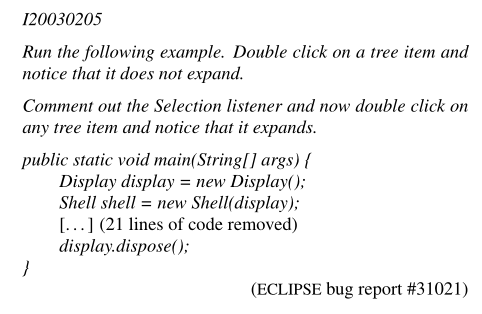 I20030205
Run the following example. Double click on a tree item and
notice that it does not expand.
Comment out the Selection listener and now double click on
any tree item and notice that it expands.
public static void main(String[] args) {
Display display = new Display();
Shell shell = new Shell(display);
[...] (21 lines of code removed)
display.dispose();
}
(ECLIPSE bug report #31021)